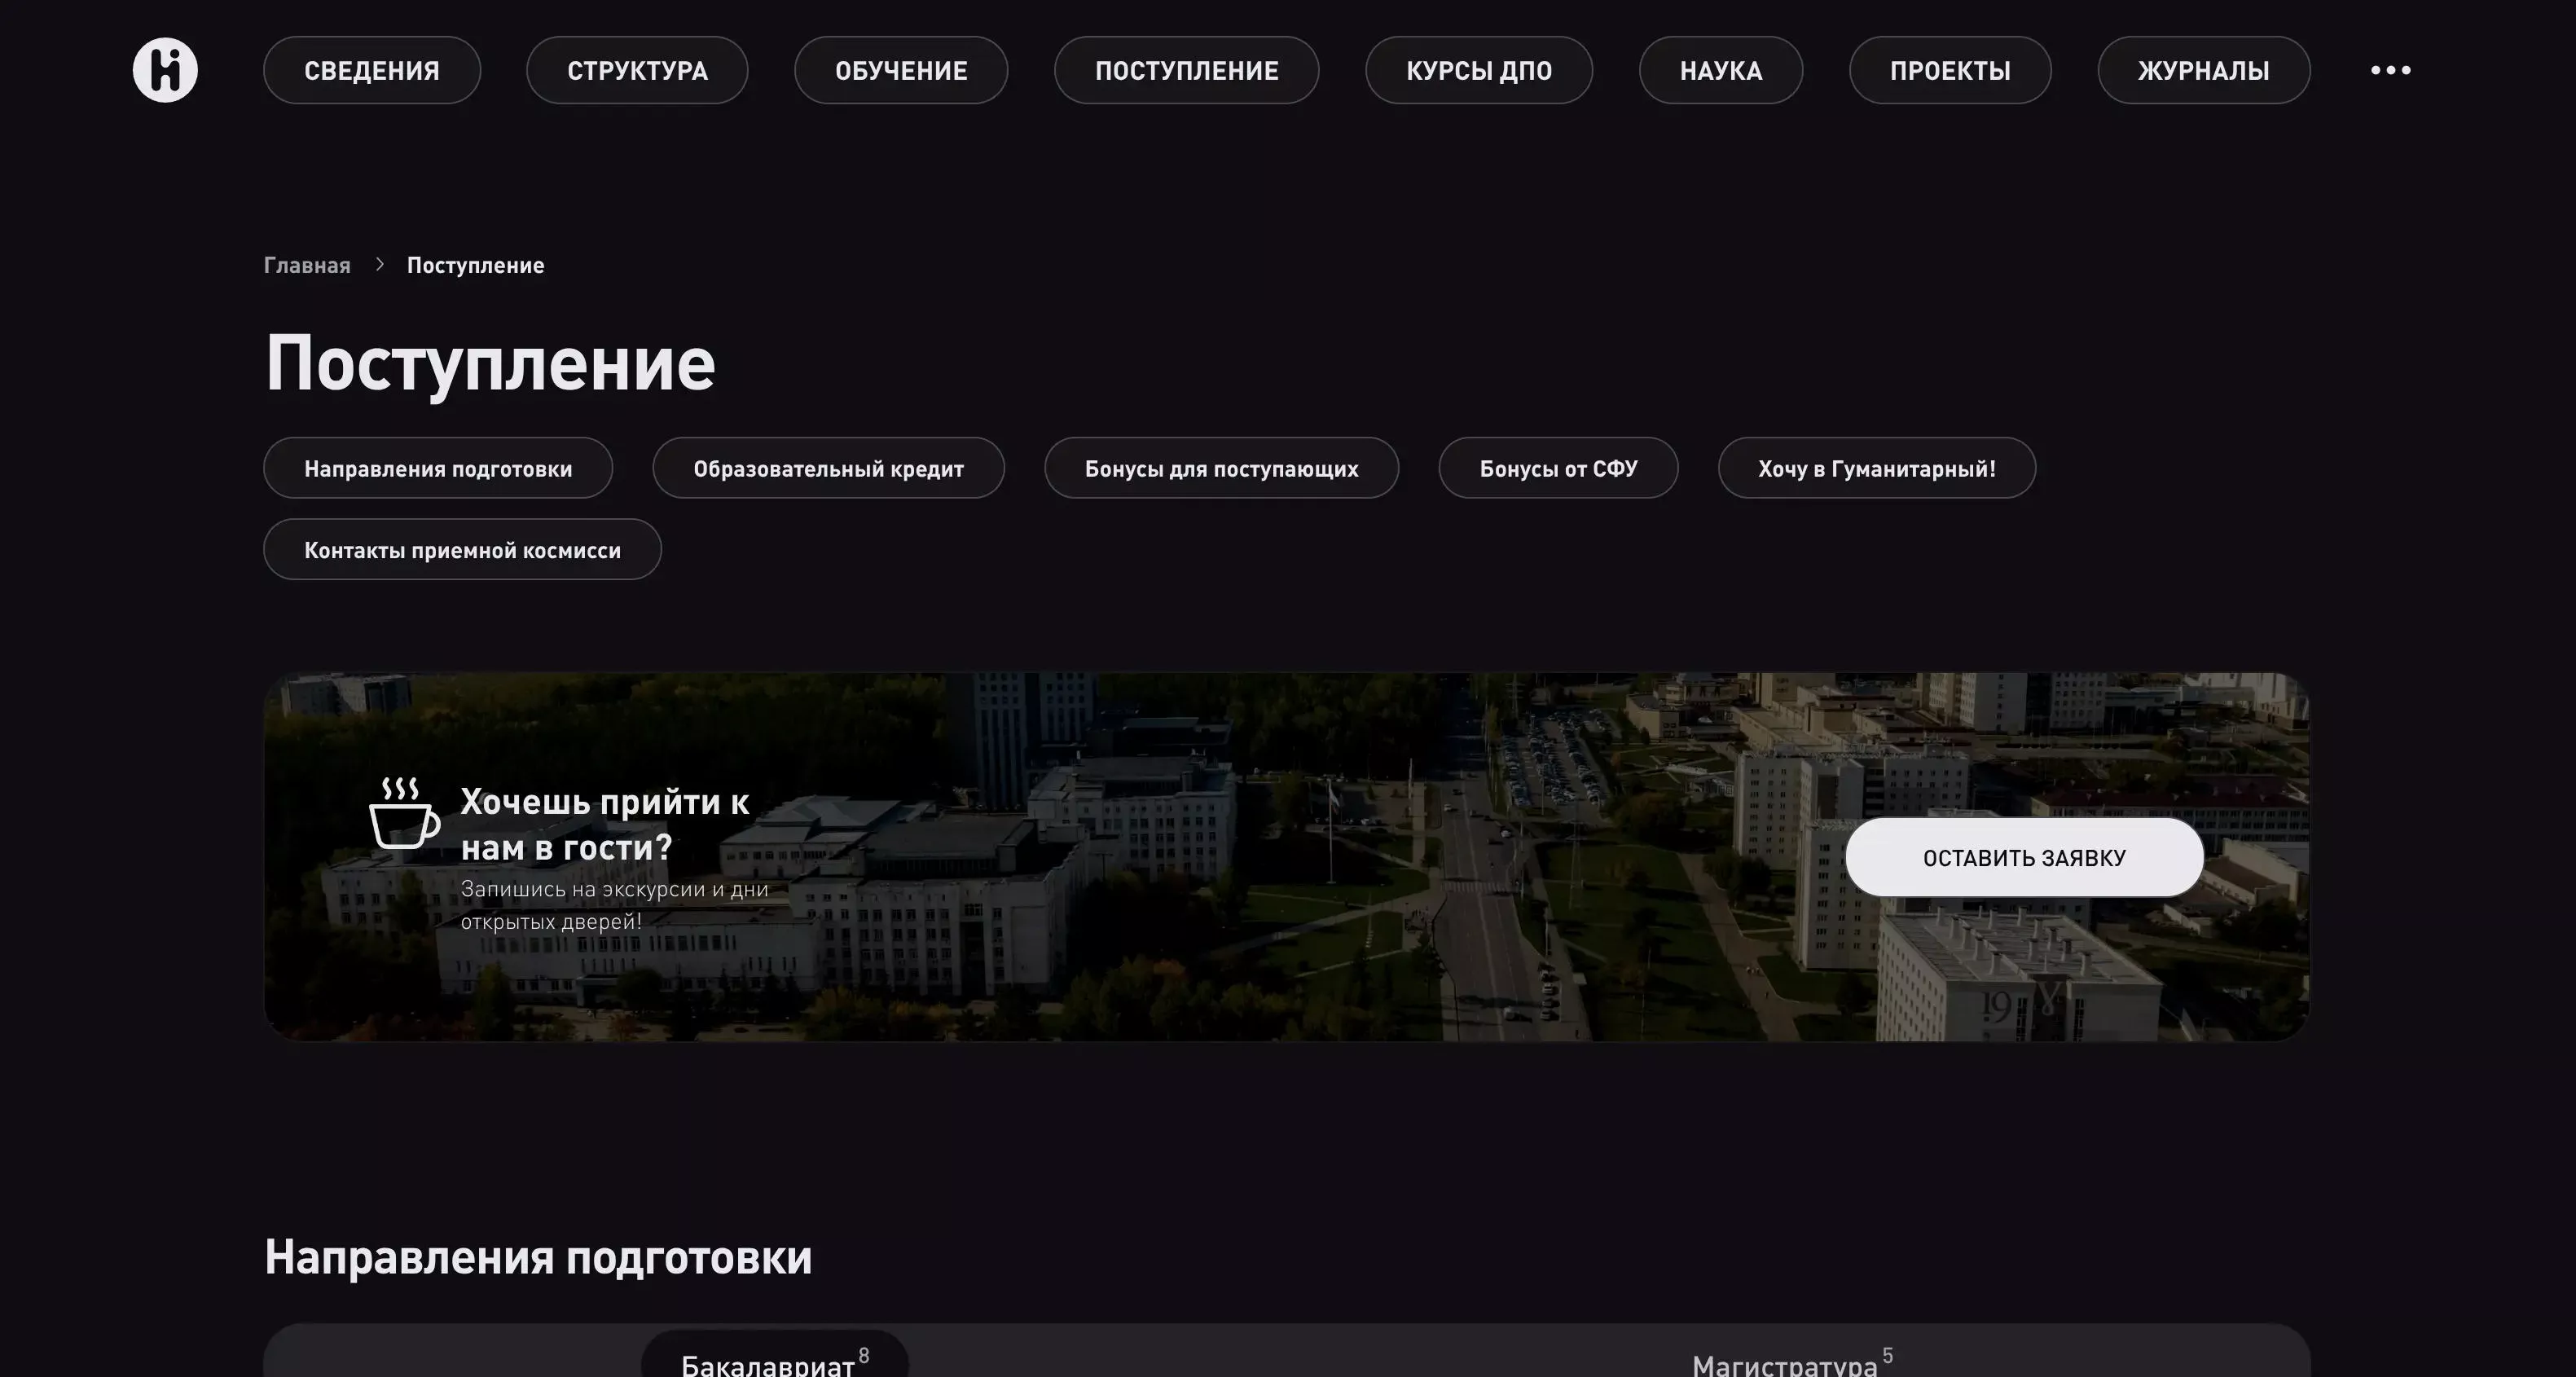 Hi
СВЕДЕНИЯ
СТРУКТУРА
ОБУЧЕНИЕ
ПОСТУПЛЕНИЕ
КУРСЫ ДПО
НАУКА
ПРОЕКТЫ
ЖУРНАЛЫ
Главная > Поступление
Поступление
Направления подготовки
Образовательный кредит
Бонусы для поступающих
Бонусы от СФУ
Хочу в Гуманитарный!
Контакты приемной космисси
Хочешь прийти к
нам в гости?
Запишись на экскурсии и дни
открытых дверей!
ОСТАВИТЬ ЗАЯВКУ
19
Направления подготовки
Бакалавриат 8
Магистратура 5